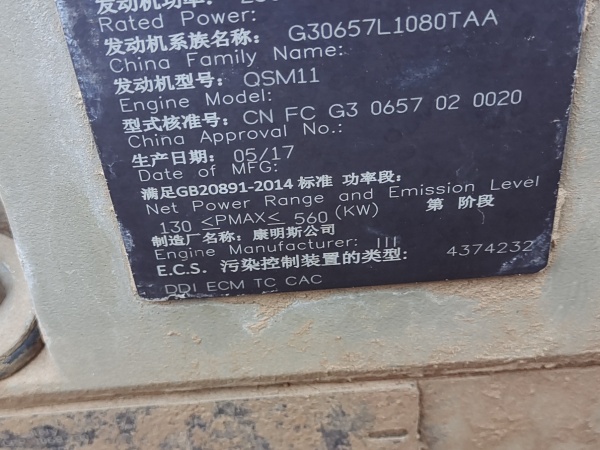 发动机功率:
Rated Power:
发动机系族名称: G30657L1080TAA
China Family Name:
发动机型号: QSM11
Engine Model:
型式核准号: CN FC G3 0657 02 0020
China Approval No.:
生产日期: 05/17
Date of MFG:
满足GB20891-2014 标准 功率段:
Net Power Range and Emission Level
130 ≤PMAX≤ 560 (KW) 第 阶段
制造厂名称: 康明斯公司
Engine Manufacturer: III
E.C.S. 污染控制装置的类型: 4374232
DDI ECM TC CAC